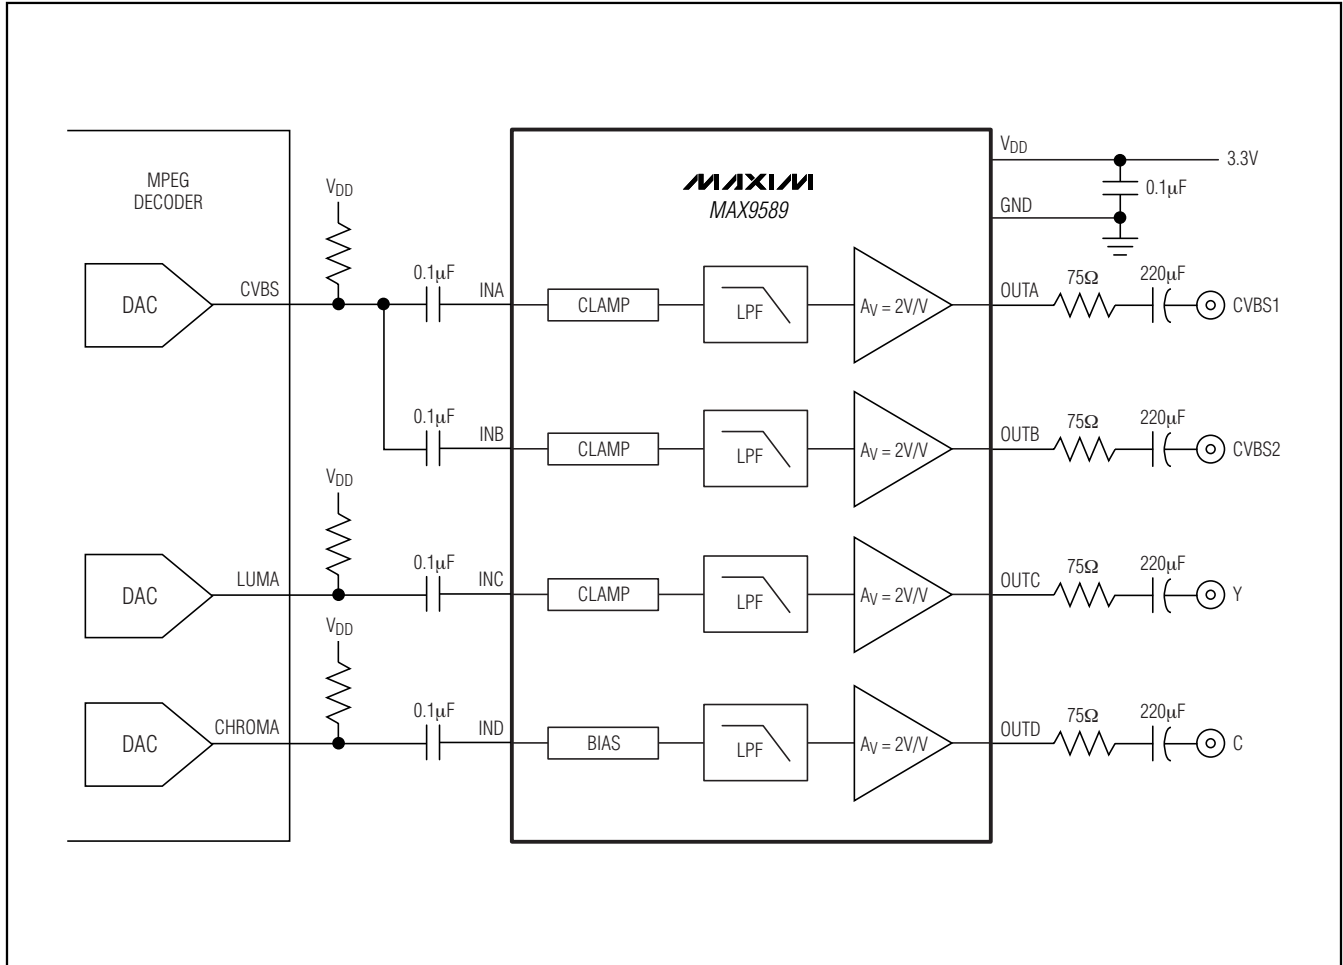 MPEG
DECODER
VDD
MAXIM
MAX9589
VDD
3.3V
0.1µF
GND
DAC
CVBS
0.1µF
INA
CLAMP
LPF
AV = 2V/V
OUTA
75Ω
220µF
CVBS1
0.1µF
INB
CLAMP
LPF
AV = 2V/V
OUTB
75Ω
220µF
CVBS2
VDD
DAC
LUMA
0.1µF
INC
CLAMP
LPF
AV = 2V/V
OUTC
75Ω
220µF
Y
VDD
DAC
CHROMA
0.1µF
IND
BIAS
LPF
AV = 2V/V
OUTD
75Ω
220µF
C